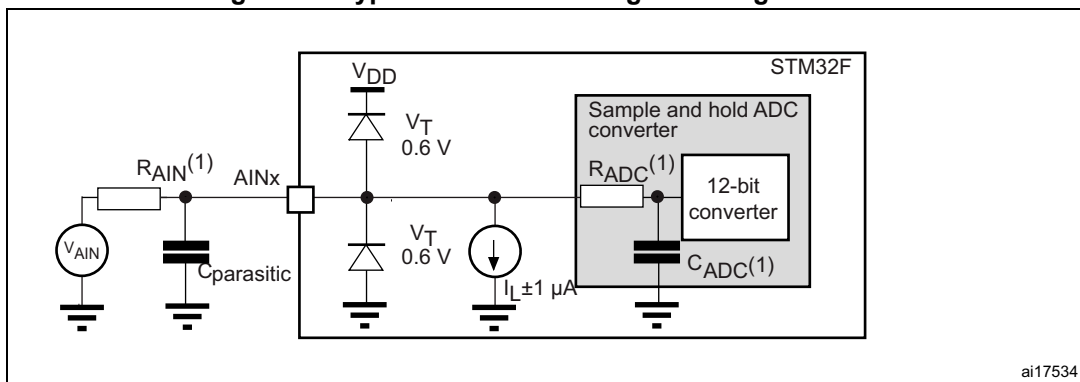 STM32F
VDD
Sample and hold ADC
converter
VT
0.6 V
RAIN(1)
AINx
RADC(1)
12-bit
converter
VAIN
Cparasitic
VT
0.6 V
IL±1 µA
CADC(1)
ai17534